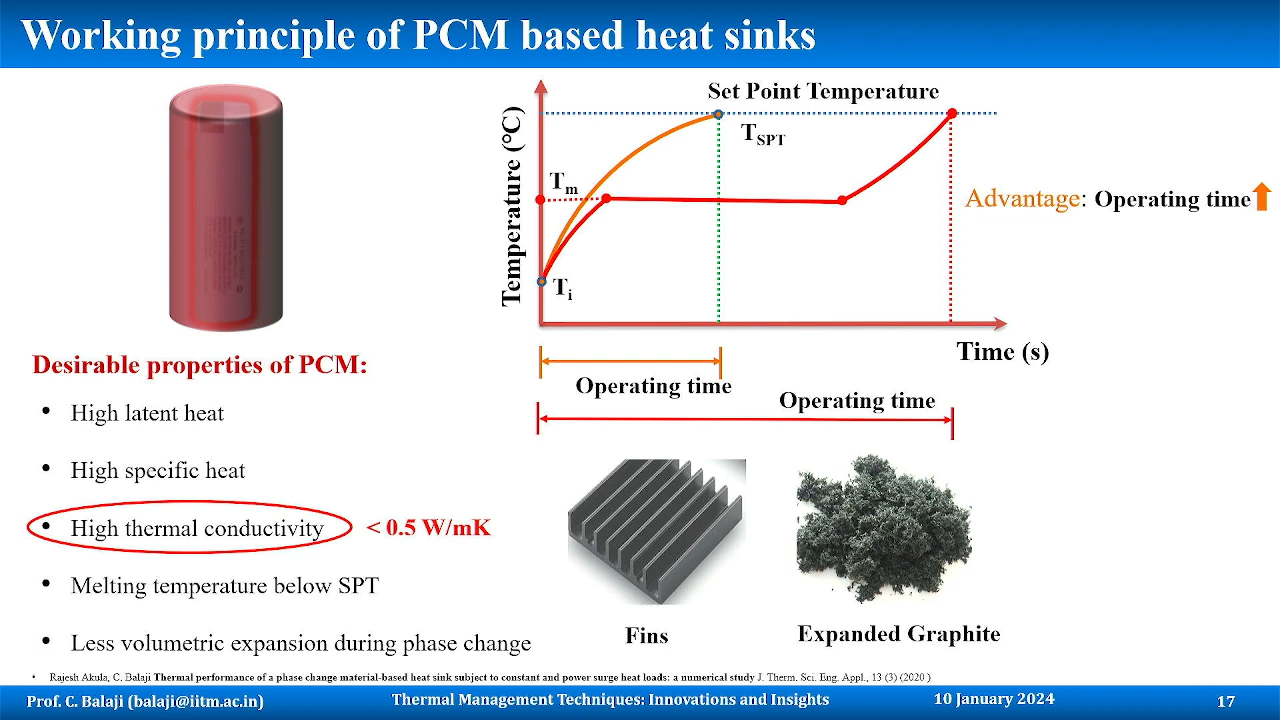 Working principle of PCM based heat sinks
Set Point Temperature
T_SPT
Temperature (℃)
T_m
T_i
Advantage: Operating time
Time (s)
Operating time
Operating time
Desirable properties of PCM:
• High latent heat
• High specific heat
• High thermal conductivity < 0.5 W/mK
• Melting temperature below SPT
• Less volumetric expansion during phase change
Fins
Expanded Graphite
• Rajesh Akula, C. Balaji Thermal performance of a phase change material-based heat sink subject to constant and power surge heat loads: a numerical study J. Therm. Sci. Eng. Appl., 13 (3) (2020 )
Prof. C. Balaji (balaji@iitm.ac.in) Thermal Management Techniques: Innovations and Insights 10 January 2024 17